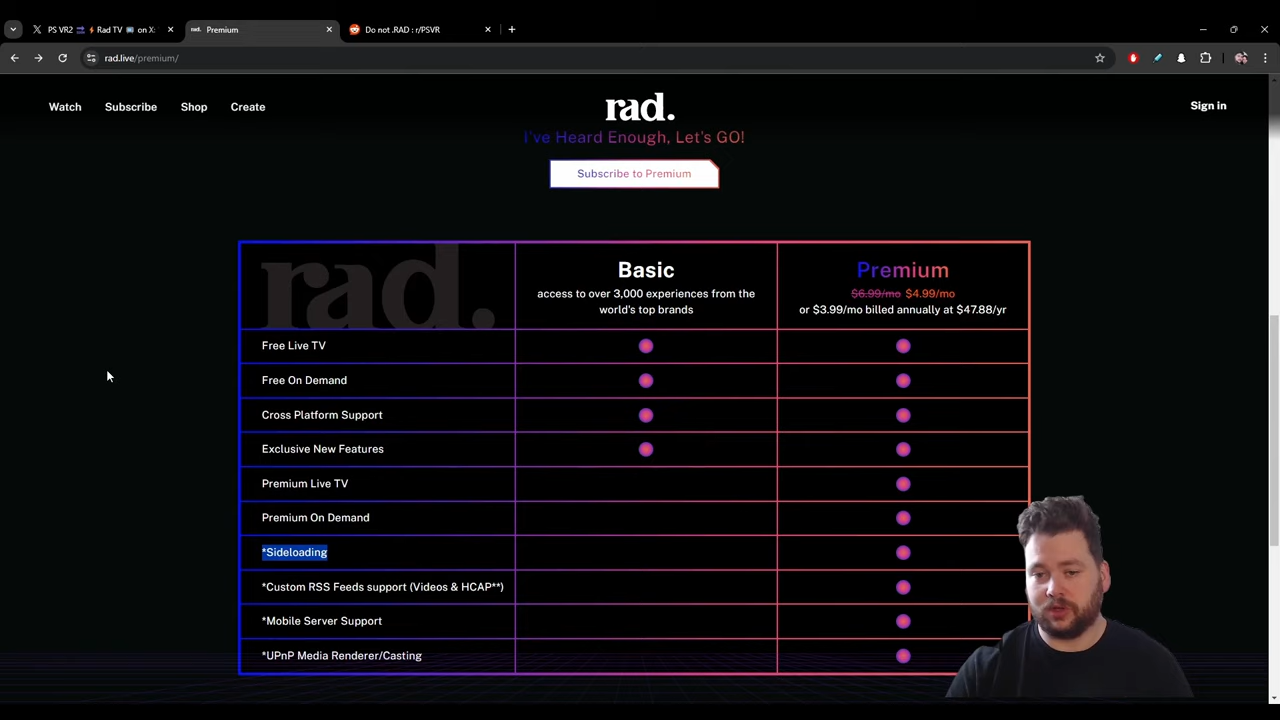 PS VR2 ➡️ ⚡ Rad TV 📺 on X:
rad. Premium
Do not .RAD : r/PSVR
rad.live/premium/
Watch Subscribe Shop Create
rad.
Sign in
I've Heard Enough, Let's GO!
Subscribe to Premium
rad.
Basic
access to over 3,000 experiences from the
world's top brands
Premium
$6.99/mo $4.99/mo
or $3.99/mo billed annually at $47.88/yr
Free Live TV
Free On Demand
Cross Platform Support
Exclusive New Features
Premium Live TV
Premium On Demand
*Sideloading
*Custom RSS Feeds support (Videos & HCAP**)
*Mobile Server Support
*UPnP Media Renderer/Casting